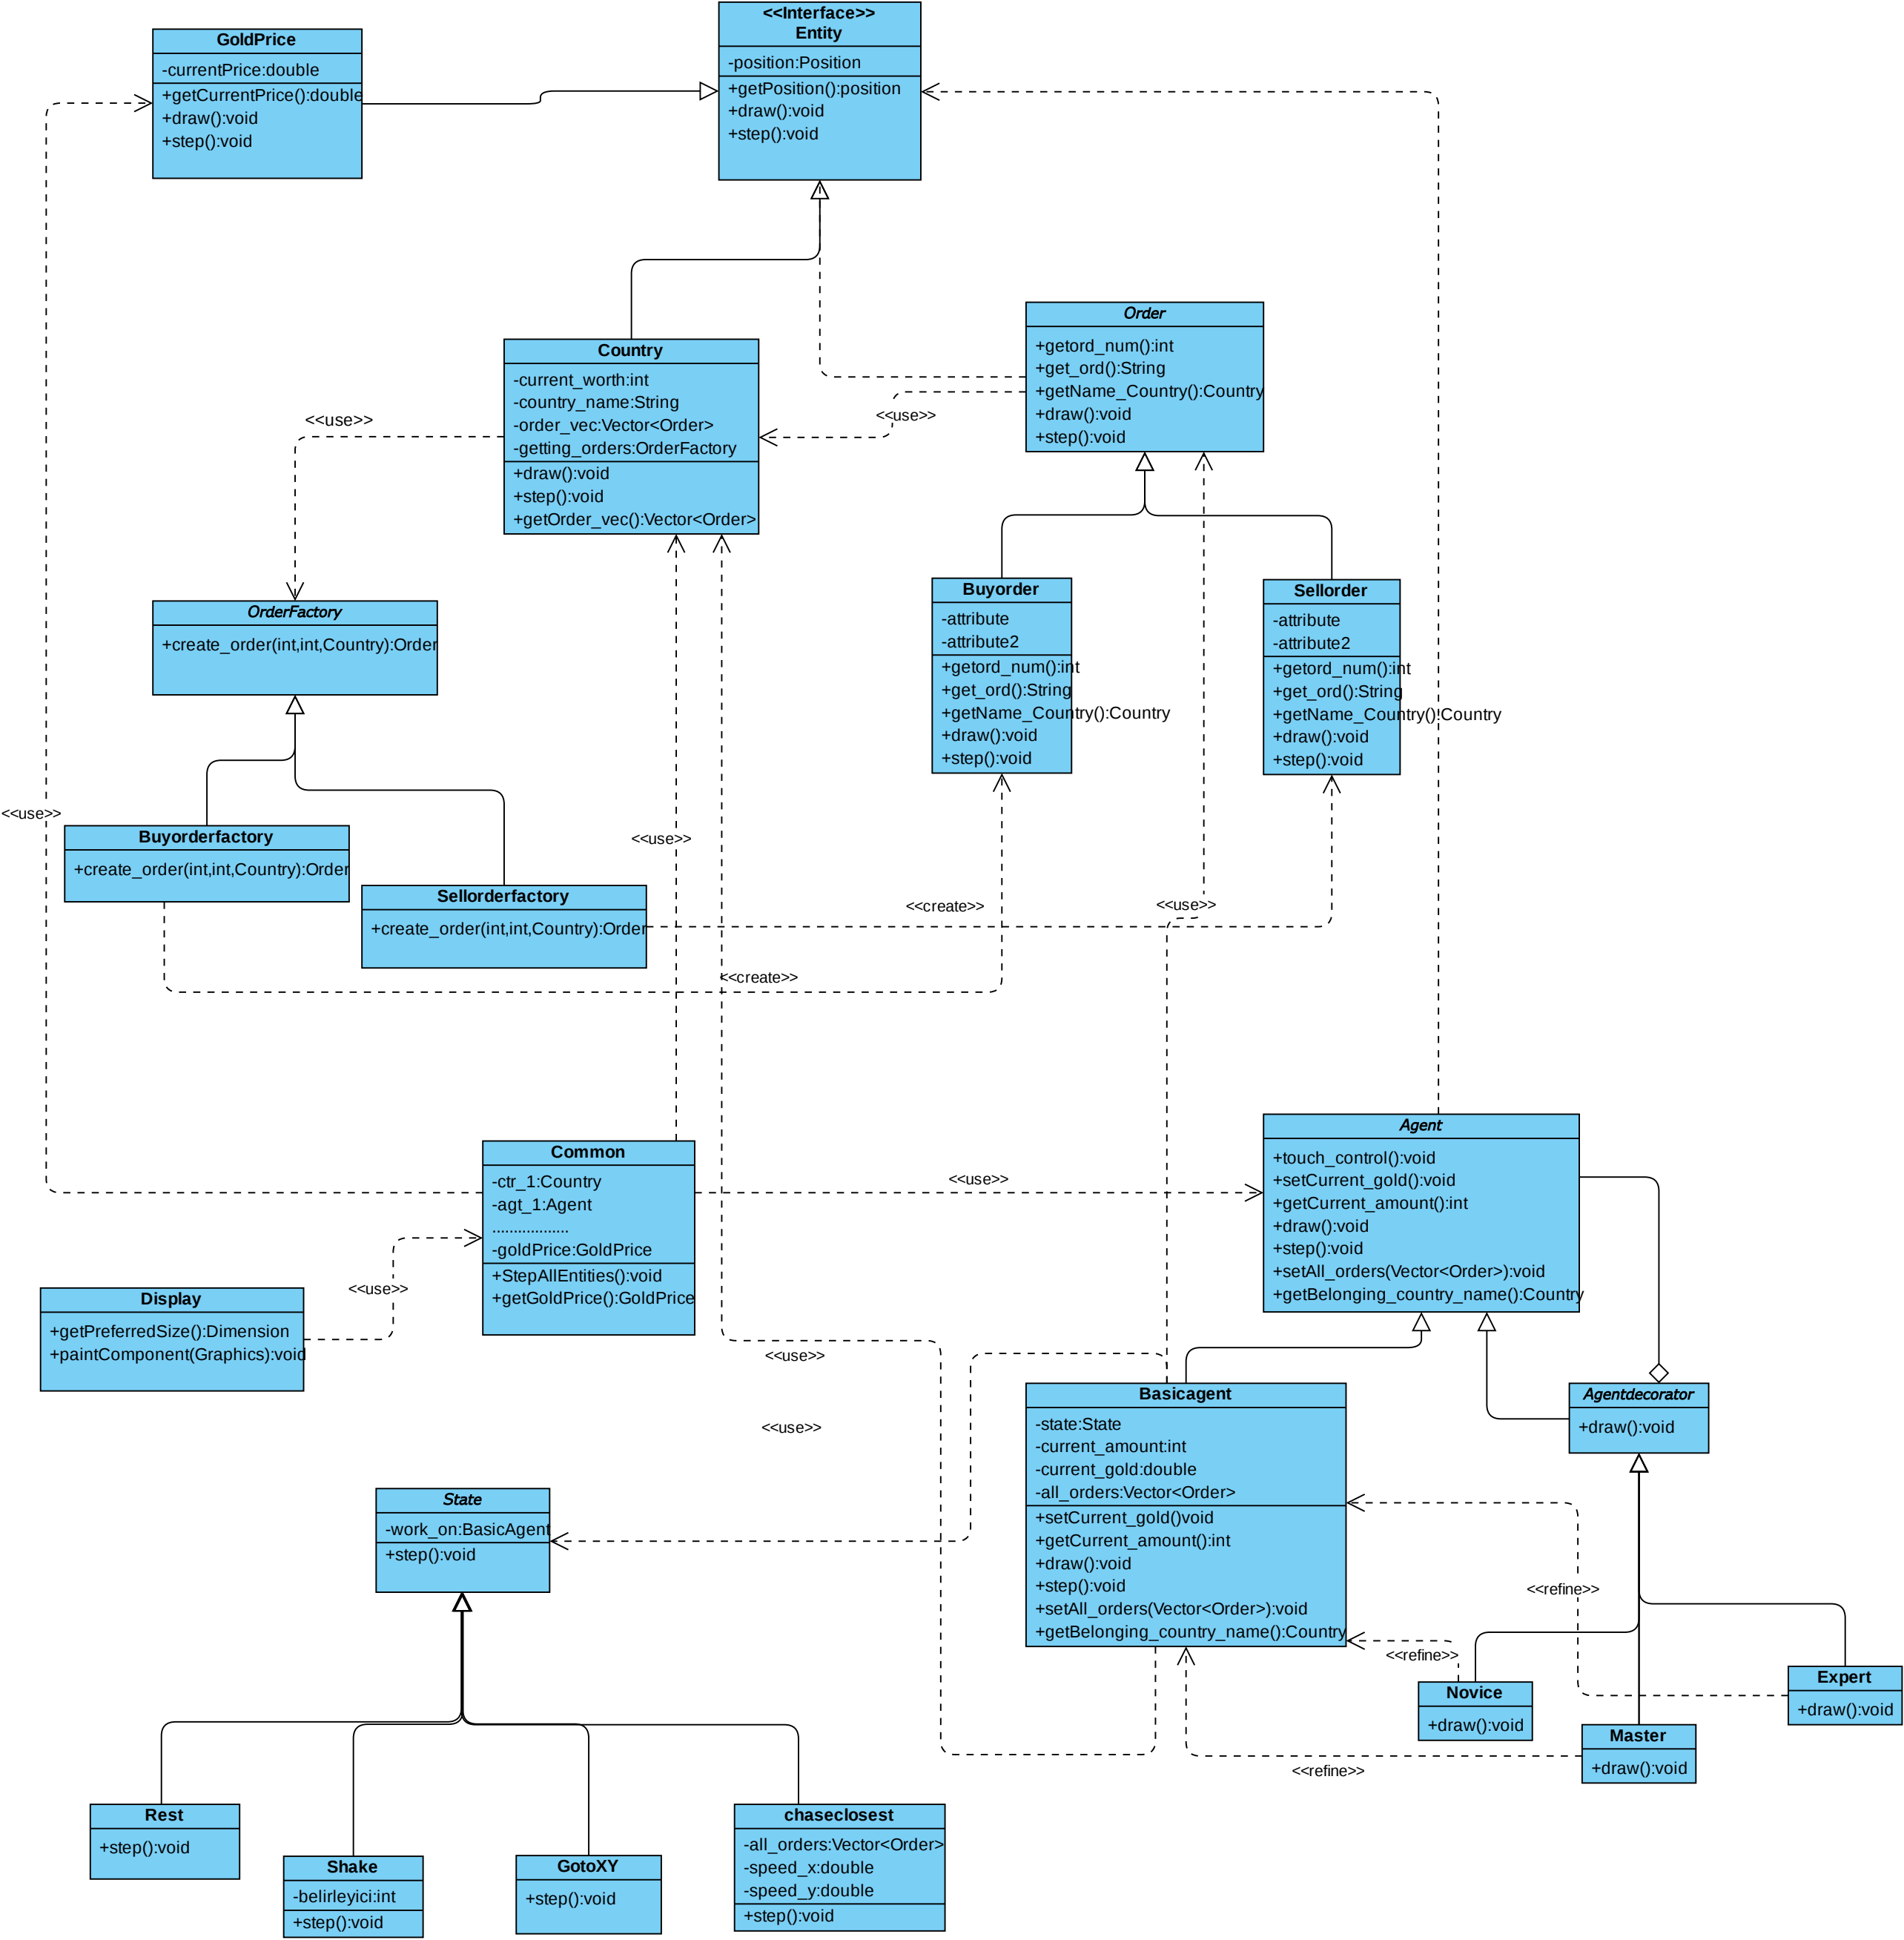 <<Interface>>
Entity
-position:Position
+getPosition():position
+draw():void
+step():void
GoldPrice
-currentPrice:double
+getCurrentPrice():double
+draw():void
+step():void
Order
+getord_num():int
+get_ord():String
+getName_Country():Country
+draw():void
+step():void
Country
-current_worth:int
-country_name:String
-order_vec:Vector<Order>
-getting_orders:OrderFactory
+draw():void
+step():void
+getOrder_vec():Vector<Order>
<<use>>
<<use>>
OrderFactory
+create_order(int,int,Country):Order
Buyorder
-attribute
-attribute2
+getord_num():int
+get_ord():String
+getName_Country():Country
+draw():void
+step():void
Sellorder
-attribute
-attribute2
+getord_num():int
+get_ord():String
+getName_Country():Country
+draw():void
+step():void
<<use>>
Buyorderfactory
+create_order(int,int,Country):Order
<<use>>
Sellorderfactory
+create_order(int,int,Country):Order
<<create>>
<<use>>
<<create>>
Agent
+touch_control():void
+setCurrent_gold():void
+getCurrent_amount():int
+draw():void
+step():void
+setAll_orders(Vector<Order>):void
+getBelonging_country_name():Country
Common
-ctr_1:Country
-agt_1:Agent
..................
-goldPrice:GoldPrice
+StepAllEntities():void
+getGoldPrice():GoldPrice
<<use>>
<<use>>
Display
+getPreferredSize():Dimension
+paintComponent(Graphics):void
<<use>>
<<use>>
Basicagent
-state:State
-current_amount:int
-current_gold:double
-all_orders:Vector<Order>
+setCurrent_gold()void
+getCurrent_amount():int
+draw():void
+step():void
+setAll_orders(Vector<Order>):void
+getBelonging_country_name():Country
Agentdecorator
+draw():void
State
-work_on:BasicAgent
+step():void
<<refine>>
<<refine>>
<<refine>>
Novice
+draw():void
Expert
+draw():void
Master
+draw():void
Rest
+step():void
Shake
-belirleyici:int
+step():void
GotoXY
+step():void
chaseclosest
-all_orders:Vector<Order>
-speed_x:double
-speed_y:double
+step():void